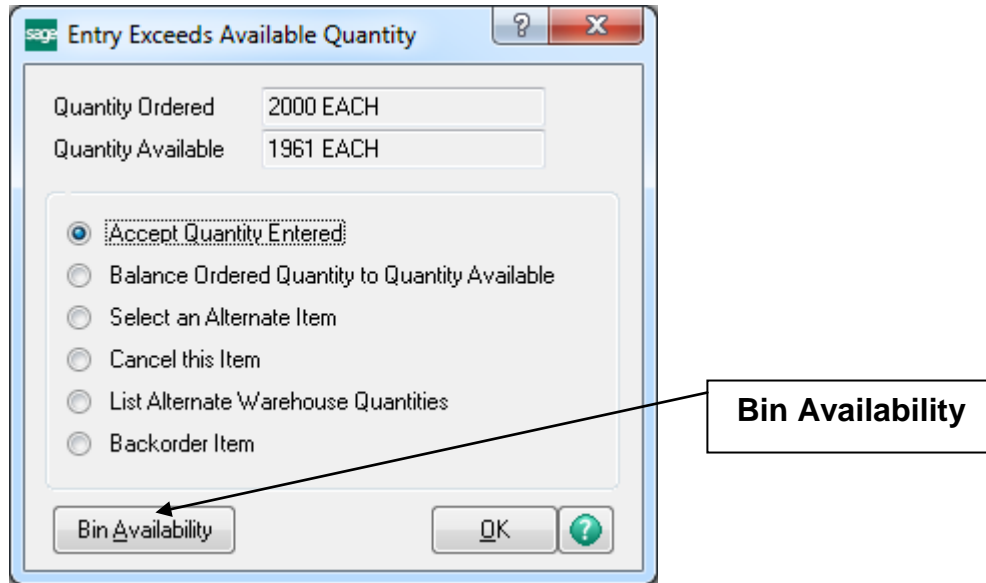 sage Entry Exceeds Available Quantity ? X
Quantity Ordered 2000 EACH
Quantity Available 1961 EACH
Accept Quantity Entered
Balance Ordered Quantity to Quantity Available
Select an Alternate Item
Cancel this Item
List Alternate Warehouse Quantities
Bin Availability
Backorder Item
Bin Availability OK ?